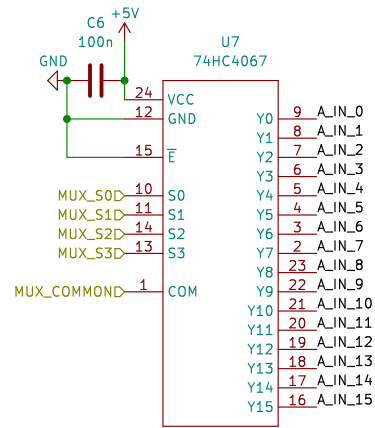 +5V
C6
100n
GND
U7
74HC4067
24 VCC
12 GND
15 E
10 S0 MUX_S0
11 S1 MUX_S1
14 S2 MUX_S2
13 S3 MUX_S3
1 COM MUX_COMMON
Y0 9 A_IN_0
Y1 8 A_IN_1
Y2 7 A_IN_2
Y3 6 A_IN_3
Y4 5 A_IN_4
Y5 4 A_IN_5
Y6 3 A_IN_6
Y7 2 A_IN_7
Y8 23 A_IN_8
Y9 22 A_IN_9
Y10 21 A_IN_10
Y11 20 A_IN_11
Y12 19 A_IN_12
Y13 18 A_IN_13
Y14 17 A_IN_14
Y15 16 A_IN_15